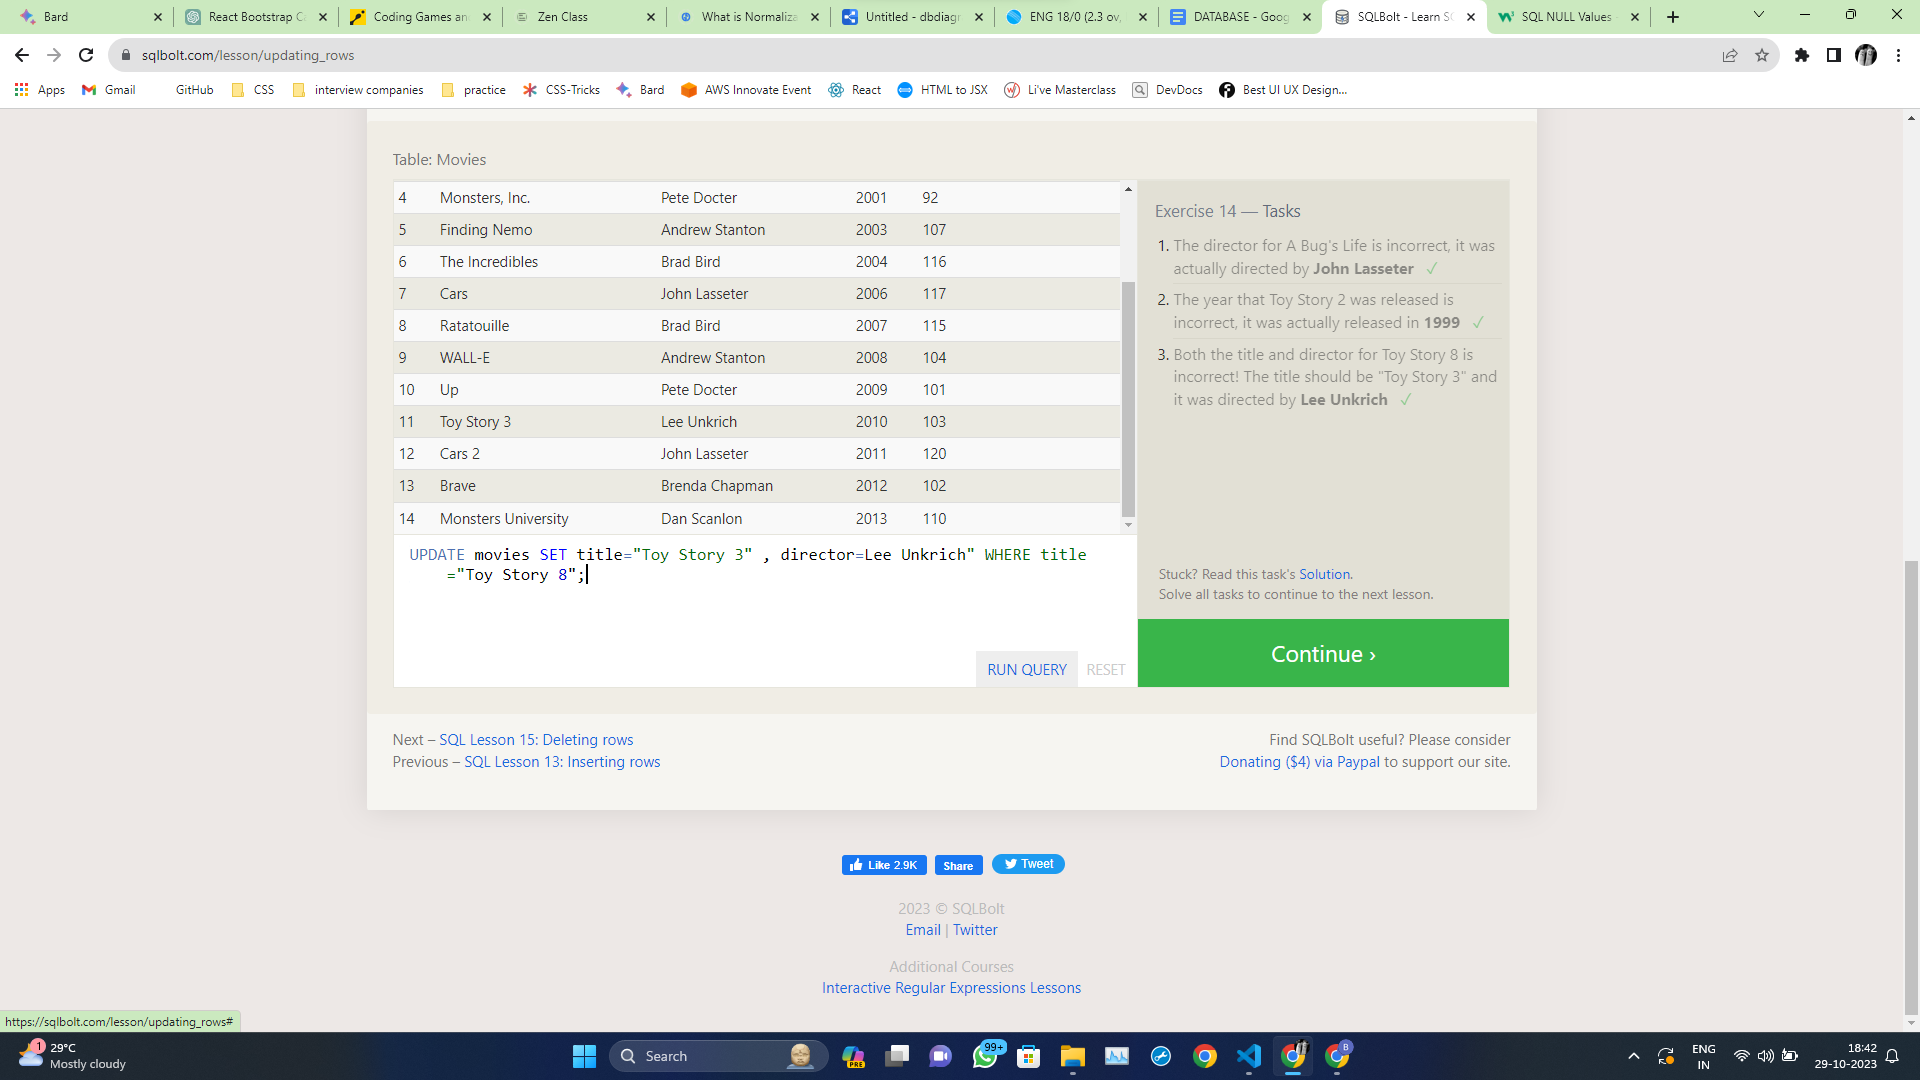 Bard
React Bootstrap C
Coding Games an
Zen Class
What is Normaliza
Untitled - dbdiagr
ENG 18/0 (2.3 ov,
DATABASE - Goog
SQLBolt - Learn S
SQL NULL Values
sqlbolt.com/lesson/updating_rows
Apps
Gmail
GitHub
CSS
interview companies
practice
CSS-Tricks
Bard
AWS Innovate Event
React
HTML to JSX
Li've Masterclass
DevDocs
Best UI UX Design...
Table: Movies
4 Monsters, Inc. Pete Docter 2001 92
5 Finding Nemo Andrew Stanton 2003 107
6 The Incredibles Brad Bird 2004 116
7 Cars John Lasseter 2006 117
8 Ratatouille Brad Bird 2007 115
9 WALL-E Andrew Stanton 2008 104
10 Up Pete Docter 2009 101
11 Toy Story 3 Lee Unkrich 2010 103
12 Cars 2 John Lasseter 2011 120
13 Brave Brenda Chapman 2012 102
14 Monsters University Dan Scanlon 2013 110
UPDATE movies SET title="Toy Story 3" , director=Lee Unkrich" WHERE title
="Toy Story 8";
RUN QUERY
RESET
Exercise 14 — Tasks
1. The director for A Bug's Life is incorrect, it was
actually directed by John Lasseter ✓
2. The year that Toy Story 2 was released is
incorrect, it was actually released in 1999 ✓
3. Both the title and director for Toy Story 8 is
incorrect! The title should be "Toy Story 3" and
it was directed by Lee Unkrich ✓
Stuck? Read this task's Solution.
Solve all tasks to continue to the next lesson.
Continue ›
Next – SQL Lesson 15: Deleting rows
Previous – SQL Lesson 13: Inserting rows
Find SQLBolt useful? Please consider
Donating ($4) via Paypal to support our site.
Like 2.9K
Share
Tweet
2023 © SQLBolt
Email | Twitter
Additional Courses
Interactive Regular Expressions Lessons
https://sqlbolt.com/lesson/updating_rows#
1
29°C
Mostly cloudy
Search
PRE
99+
B
ENG
IN
18:42
29-10-2023